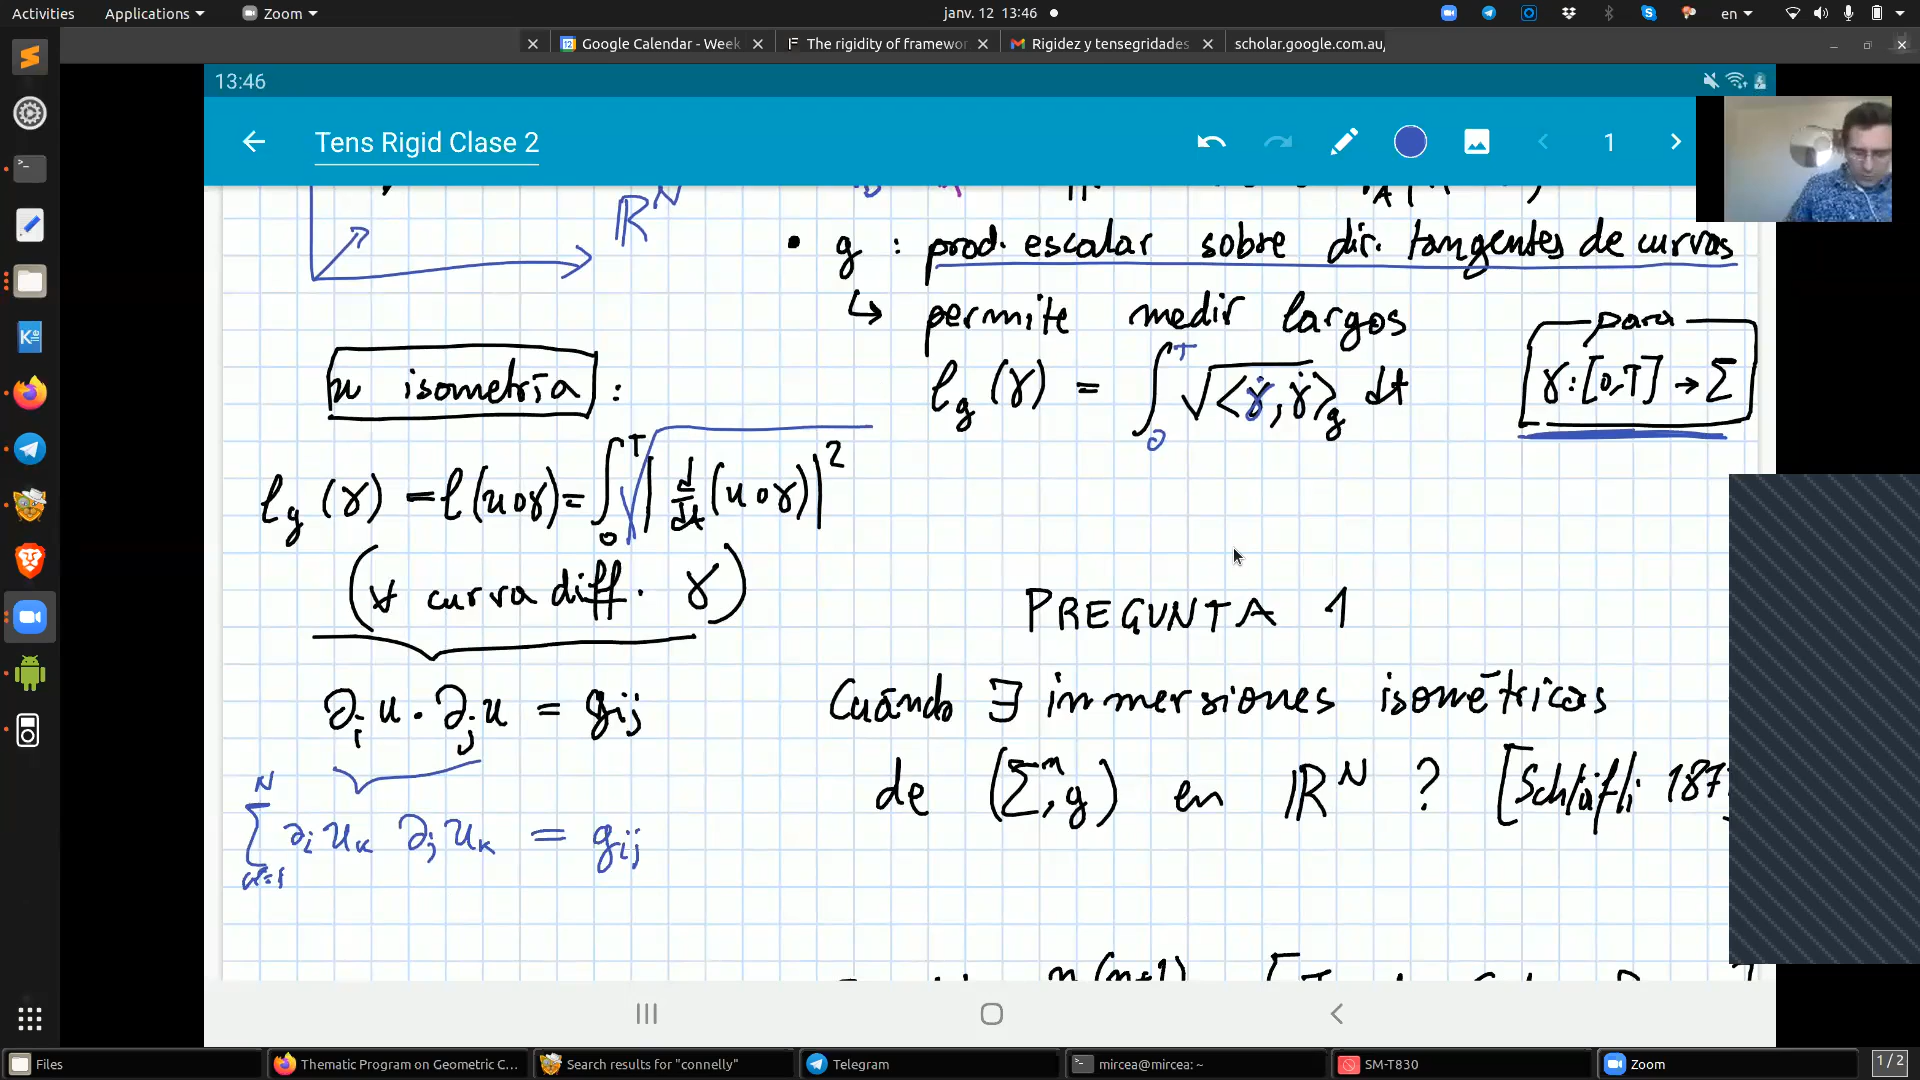 Activities Applications Zoom janv. 12 13:46 en
Google Calendar - Week The rigidity of framewor Rigidez y tensegridades scholar.google.com.au,
13:46
Tens Rigid Clase 2 1
ℝ^N
• g : prod. escalar sobre dir. tangentes de curvas
↳ permite medir largos
para
γ : [0,T] → Σ
l_g (γ) = ∫_0^T √<γ̇, γ̇>_g dt
u isometría :
l_g (γ) = l(u∘γ) = ∫_0^T √|d/dt (u∘γ)|^2
(∀ curva diff. γ)
∂_i u · ∂_j u = g_ij
∑^N ∂_i u_k ∂_j u_k = g_ij
PREGUNTA 1
Cuándo ∃ inmersiones isométricas
de (Σ^n, g) en ℝ^N ? [Schläfli 187
n(n+1)
Files Thematic Program on Geometric C... Search results for "connelly" Telegram mircea@mircea: ~ SM-T830 Zoom 1 / 2